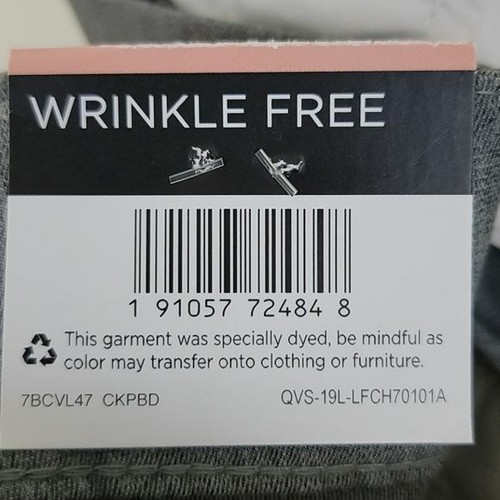 WRINKLE FREE
1 91057 72484 8
This garment was specially dyed, be mindful as
color may transfer onto clothing or furniture.
7BCVL47 CKPBD QVS-19L-LFCH70101A